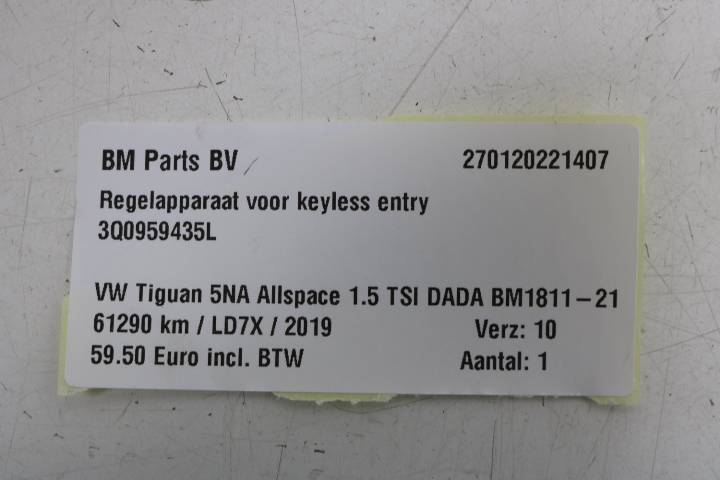 BM Parts BV 270120221407
Regelapparaat voor keyless entry
3Q0959435L
VW Tiguan 5NA Allspace 1.5 TSI DADA BM1811-21
61290 km / LD7X / 2019 Verz: 10
59.50 Euro incl. BTW Aantal: 1